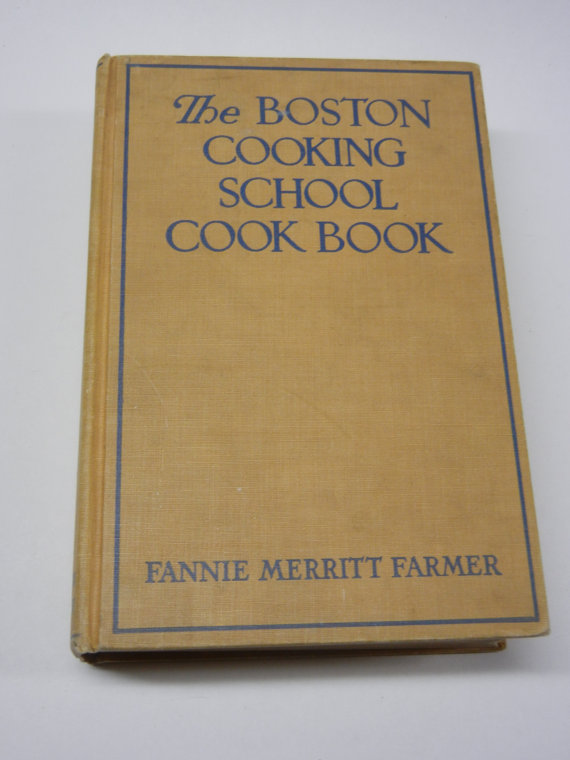 The BOSTON
COOKING
SCHOOL
COOK BOOK
FANNIE MERRITT FARMER